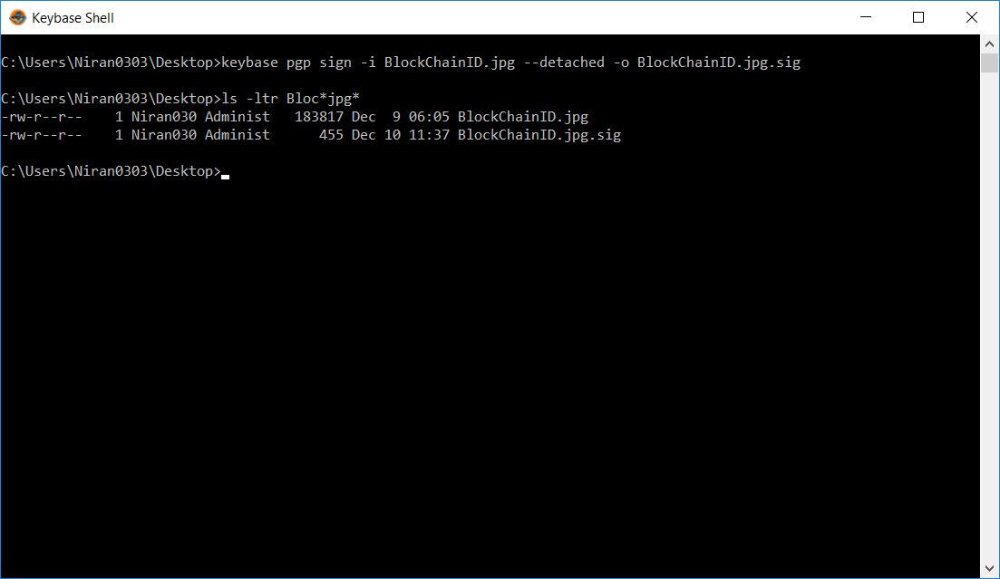 Keybase Shell
C:\Users\Niran0303\Desktop>keybase pgp sign -i BlockChainID.jpg --detached -o BlockChainID.jpg.sig
C:\Users\Niran0303\Desktop>ls -ltr Bloc*jpg*
-rw-r--r--    1 Niran030 Administ   183817 Dec  9 06:05 BlockChainID.jpg
-rw-r--r--    1 Niran030 Administ      455 Dec 10 11:37 BlockChainID.jpg.sig
C:\Users\Niran0303\Desktop>